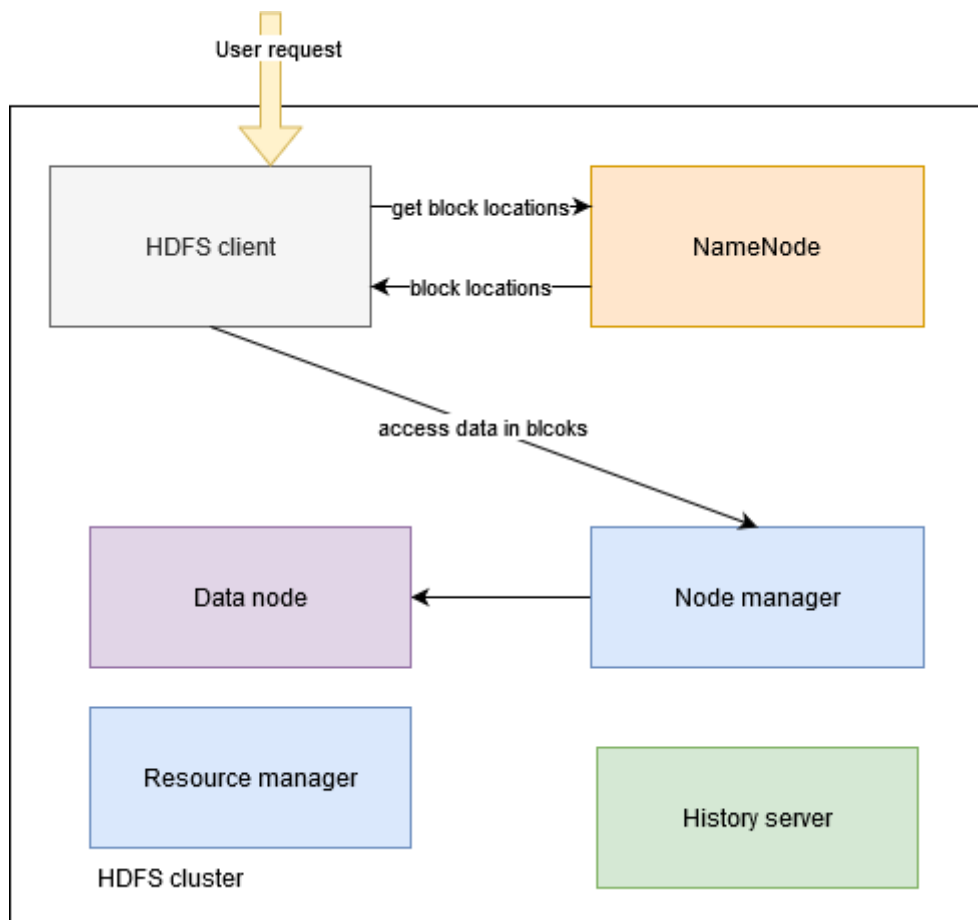 User request
HDFS client
get block locations
NameNode
block locations
access data in blcoks
Data node
Node manager
Resource manager
History server
HDFS cluster